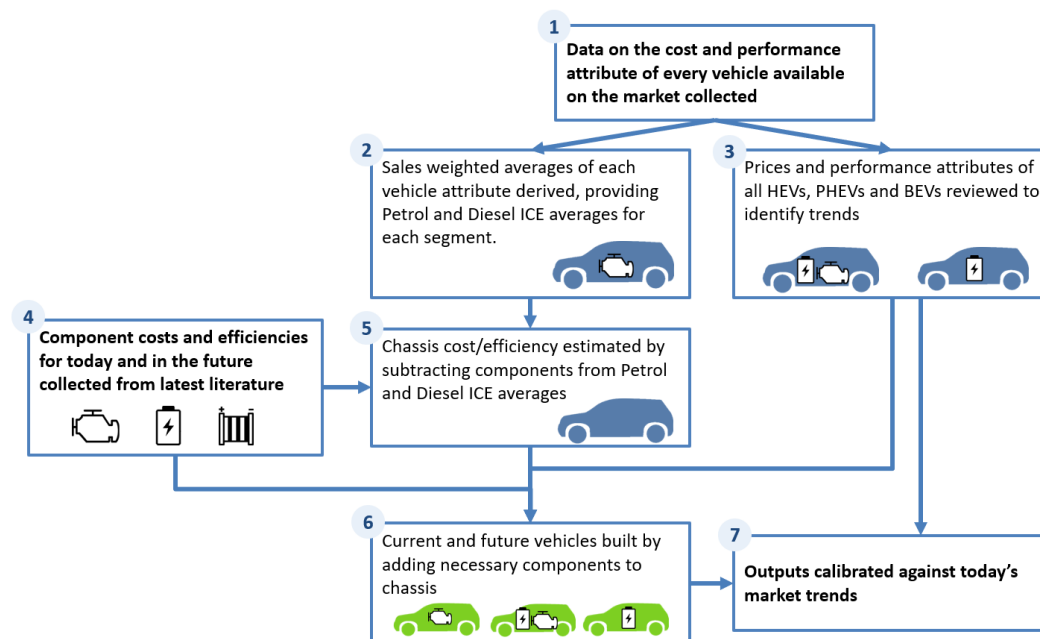 1
Data on the cost and performance
attribute of every vehicle available
on the market collected
2
Sales weighted averages of each
vehicle attribute derived, providing
Petrol and Diesel ICE averages for
each segment.
3
Prices and performance attributes of
all HEVs, PHEVs and BEVs reviewed to
identify trends
4
Component costs and efficiencies
for today and in the future
collected from latest literature
5
Chassis cost/efficiency estimated by
subtracting components from Petrol
and Diesel ICE averages
6
Current and future vehicles built by
adding necessary components to
chassis
7
Outputs calibrated against today's
market trends